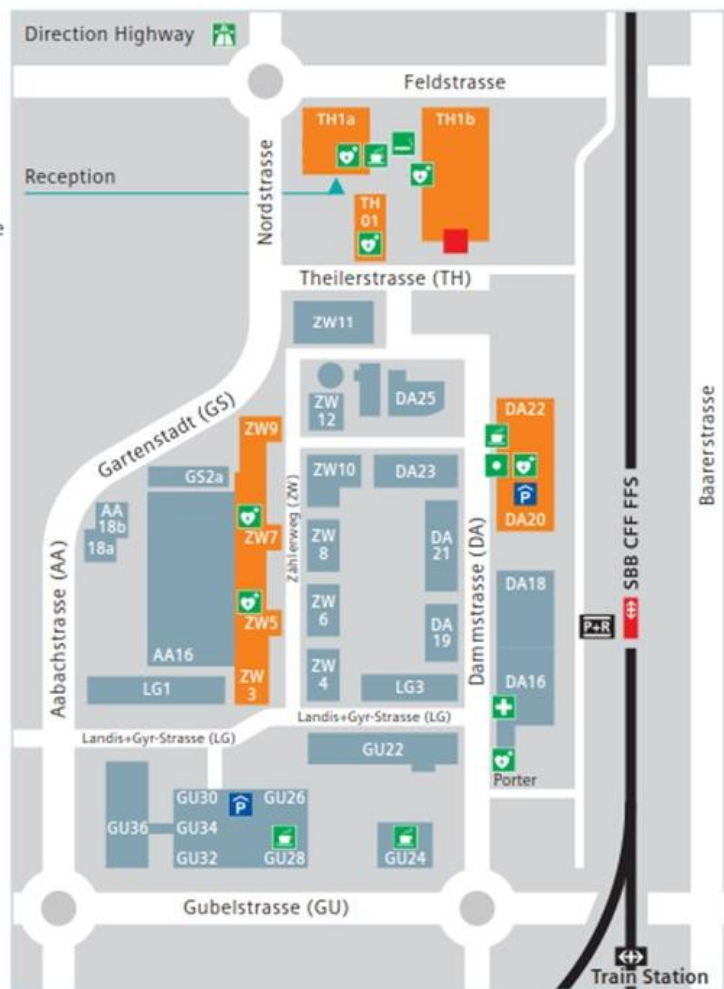 Direction Highway
Feldstrasse
TH1a
TH1b
Nordstrasse
Reception
TH
01
Theilerstrasse (TH)
ZW11
Gartenstadt (GS)
ZW
12
DA25
Baarerstrasse
ZW9
DA22
GS2a
ZW10
DA23
P
DA20
AA
18b
18a
ZW7
Zählerweg (ZW)
ZW
8
DA
21
Dammstrasse (DA)
SBB CFF FFS
Aabachstrasse (AA)
ZW5
ZW
6
DA
19
DA18
P+R
AA16
ZW
3
ZW
4
LG1
LG3
DA16
Landis+Gyr-Strasse (LG)
Landis+Gyr-Strasse (LG)
GU22
Porter
GU30
P
GU26
GU36
GU34
GU32
GU28
GU24
Gubelstrasse (GU)
Train Station